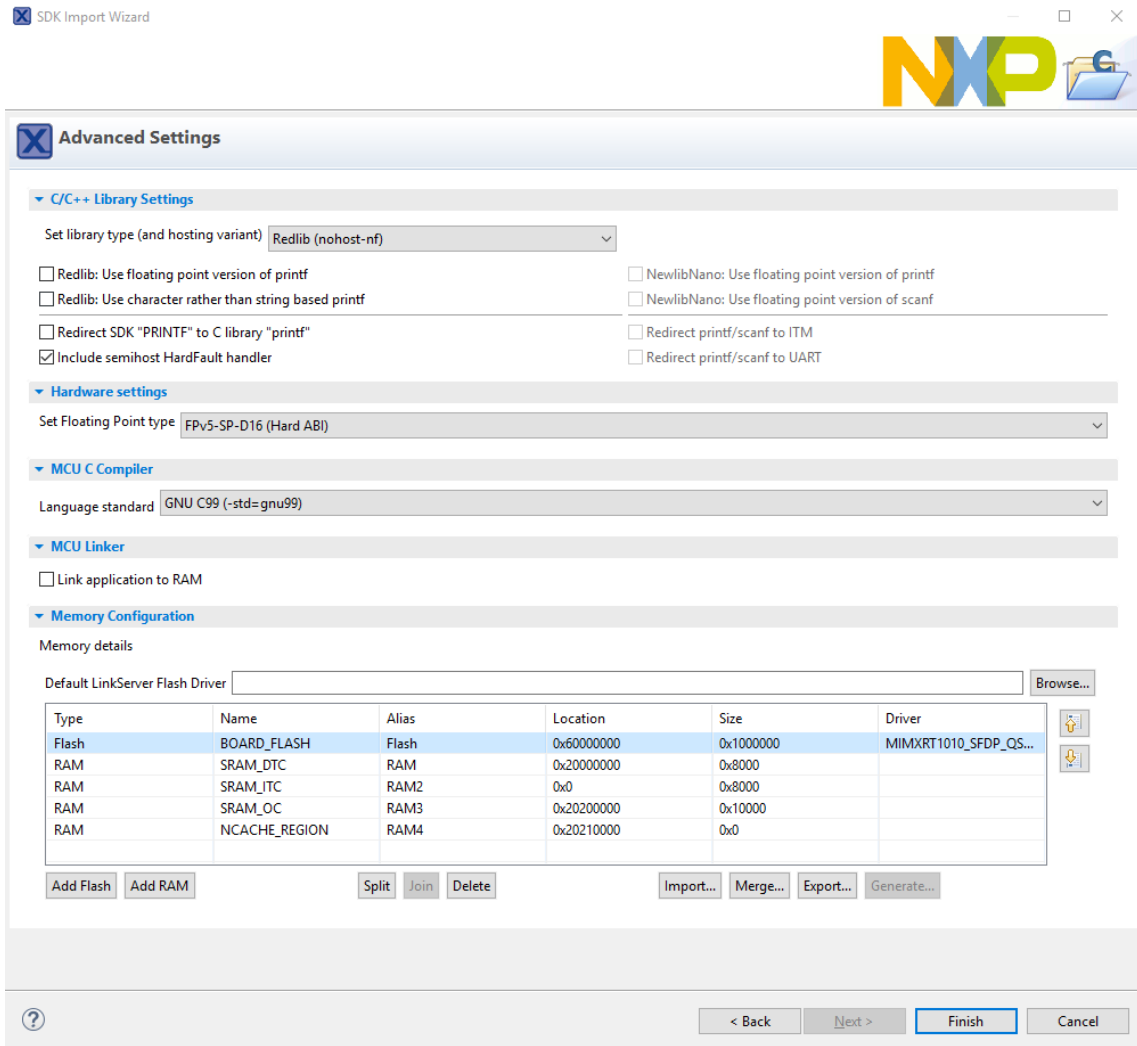 SDK Import Wizard
NXP
C
X
Advanced Settings
C/C++ Library Settings
Set library type (and hosting variant) Redlib (nohost-nf)
Redlib: Use floating point version of printf NewlibNano: Use floating point version of printf
Redlib: Use character rather than string based printf NewlibNano: Use floating point version of scanf
Redirect SDK "PRINTF" to C library "printf" Redirect printf/scanf to ITM
Include semihost HardFault handler Redirect printf/scanf to UART
Hardware settings
Set Floating Point type FPv5-SP-D16 (Hard ABI)
MCU C Compiler
Language standard GNU C99 (-std=gnu99)
MCU Linker
Link application to RAM
Memory Configuration
Memory details
Default LinkServer Flash Driver Browse...
Type Name Alias Location Size Driver
Flash BOARD_FLASH Flash 0x60000000 0x1000000 MIMXRT1010_SFDP_QS...
RAM SRAM_DTC RAM 0x20000000 0x8000
RAM SRAM_ITC RAM2 0x0 0x8000
RAM SRAM_OC RAM3 0x20200000 0x10000
RAM NCACHE_REGION RAM4 0x20210000 0x0
Add Flash Add RAM Split Join Delete Import... Merge... Export... Generate...
? < Back Next > Finish Cancel